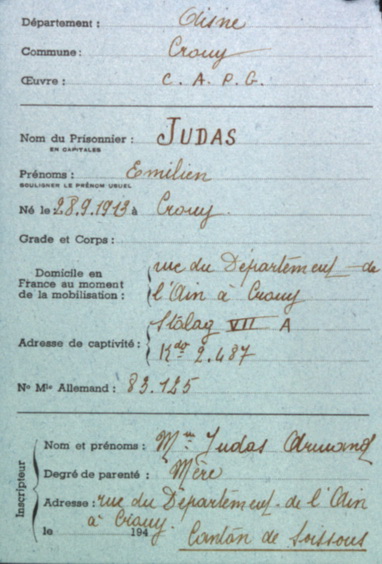 Département : Aisne
Commune : Crouy
Œuvre : C. A. P. G.
Nom du Prisonnier : JUDAS
EN CAPITALES
Prénoms : Emilien
SOULIGNER LE PRÉNOM USUEL
Né le 28.9.1913 à Crouy
Grade et Corps :
Domicile en
France au moment
de la mobilisation :
rue du Département de
l'Ain à Crouy
Adresse de captivité :
Stalag VII A
Kdo 2.487
No Mle Allemand : 83.125
Inscripteur
Nom et prénoms : Mme Judas Armand
Degré de parenté : Mère
Adresse : rue du Département de l'Ain
à Crouy
le 194
Canton de Soissons